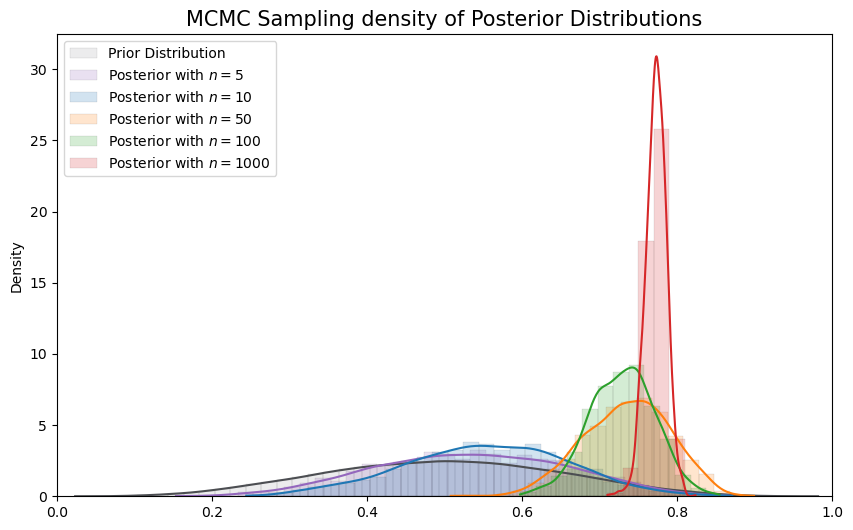 MCMC Sampling density of Posterior Distributions
Prior Distribution
Posterior with n = 5
Posterior with n = 10
Posterior with n = 50
Posterior with n = 100
Posterior with n = 1000
Density
30
25
20
15
10
5
0
0.0 0.2 0.4 0.6 0.8 1.0